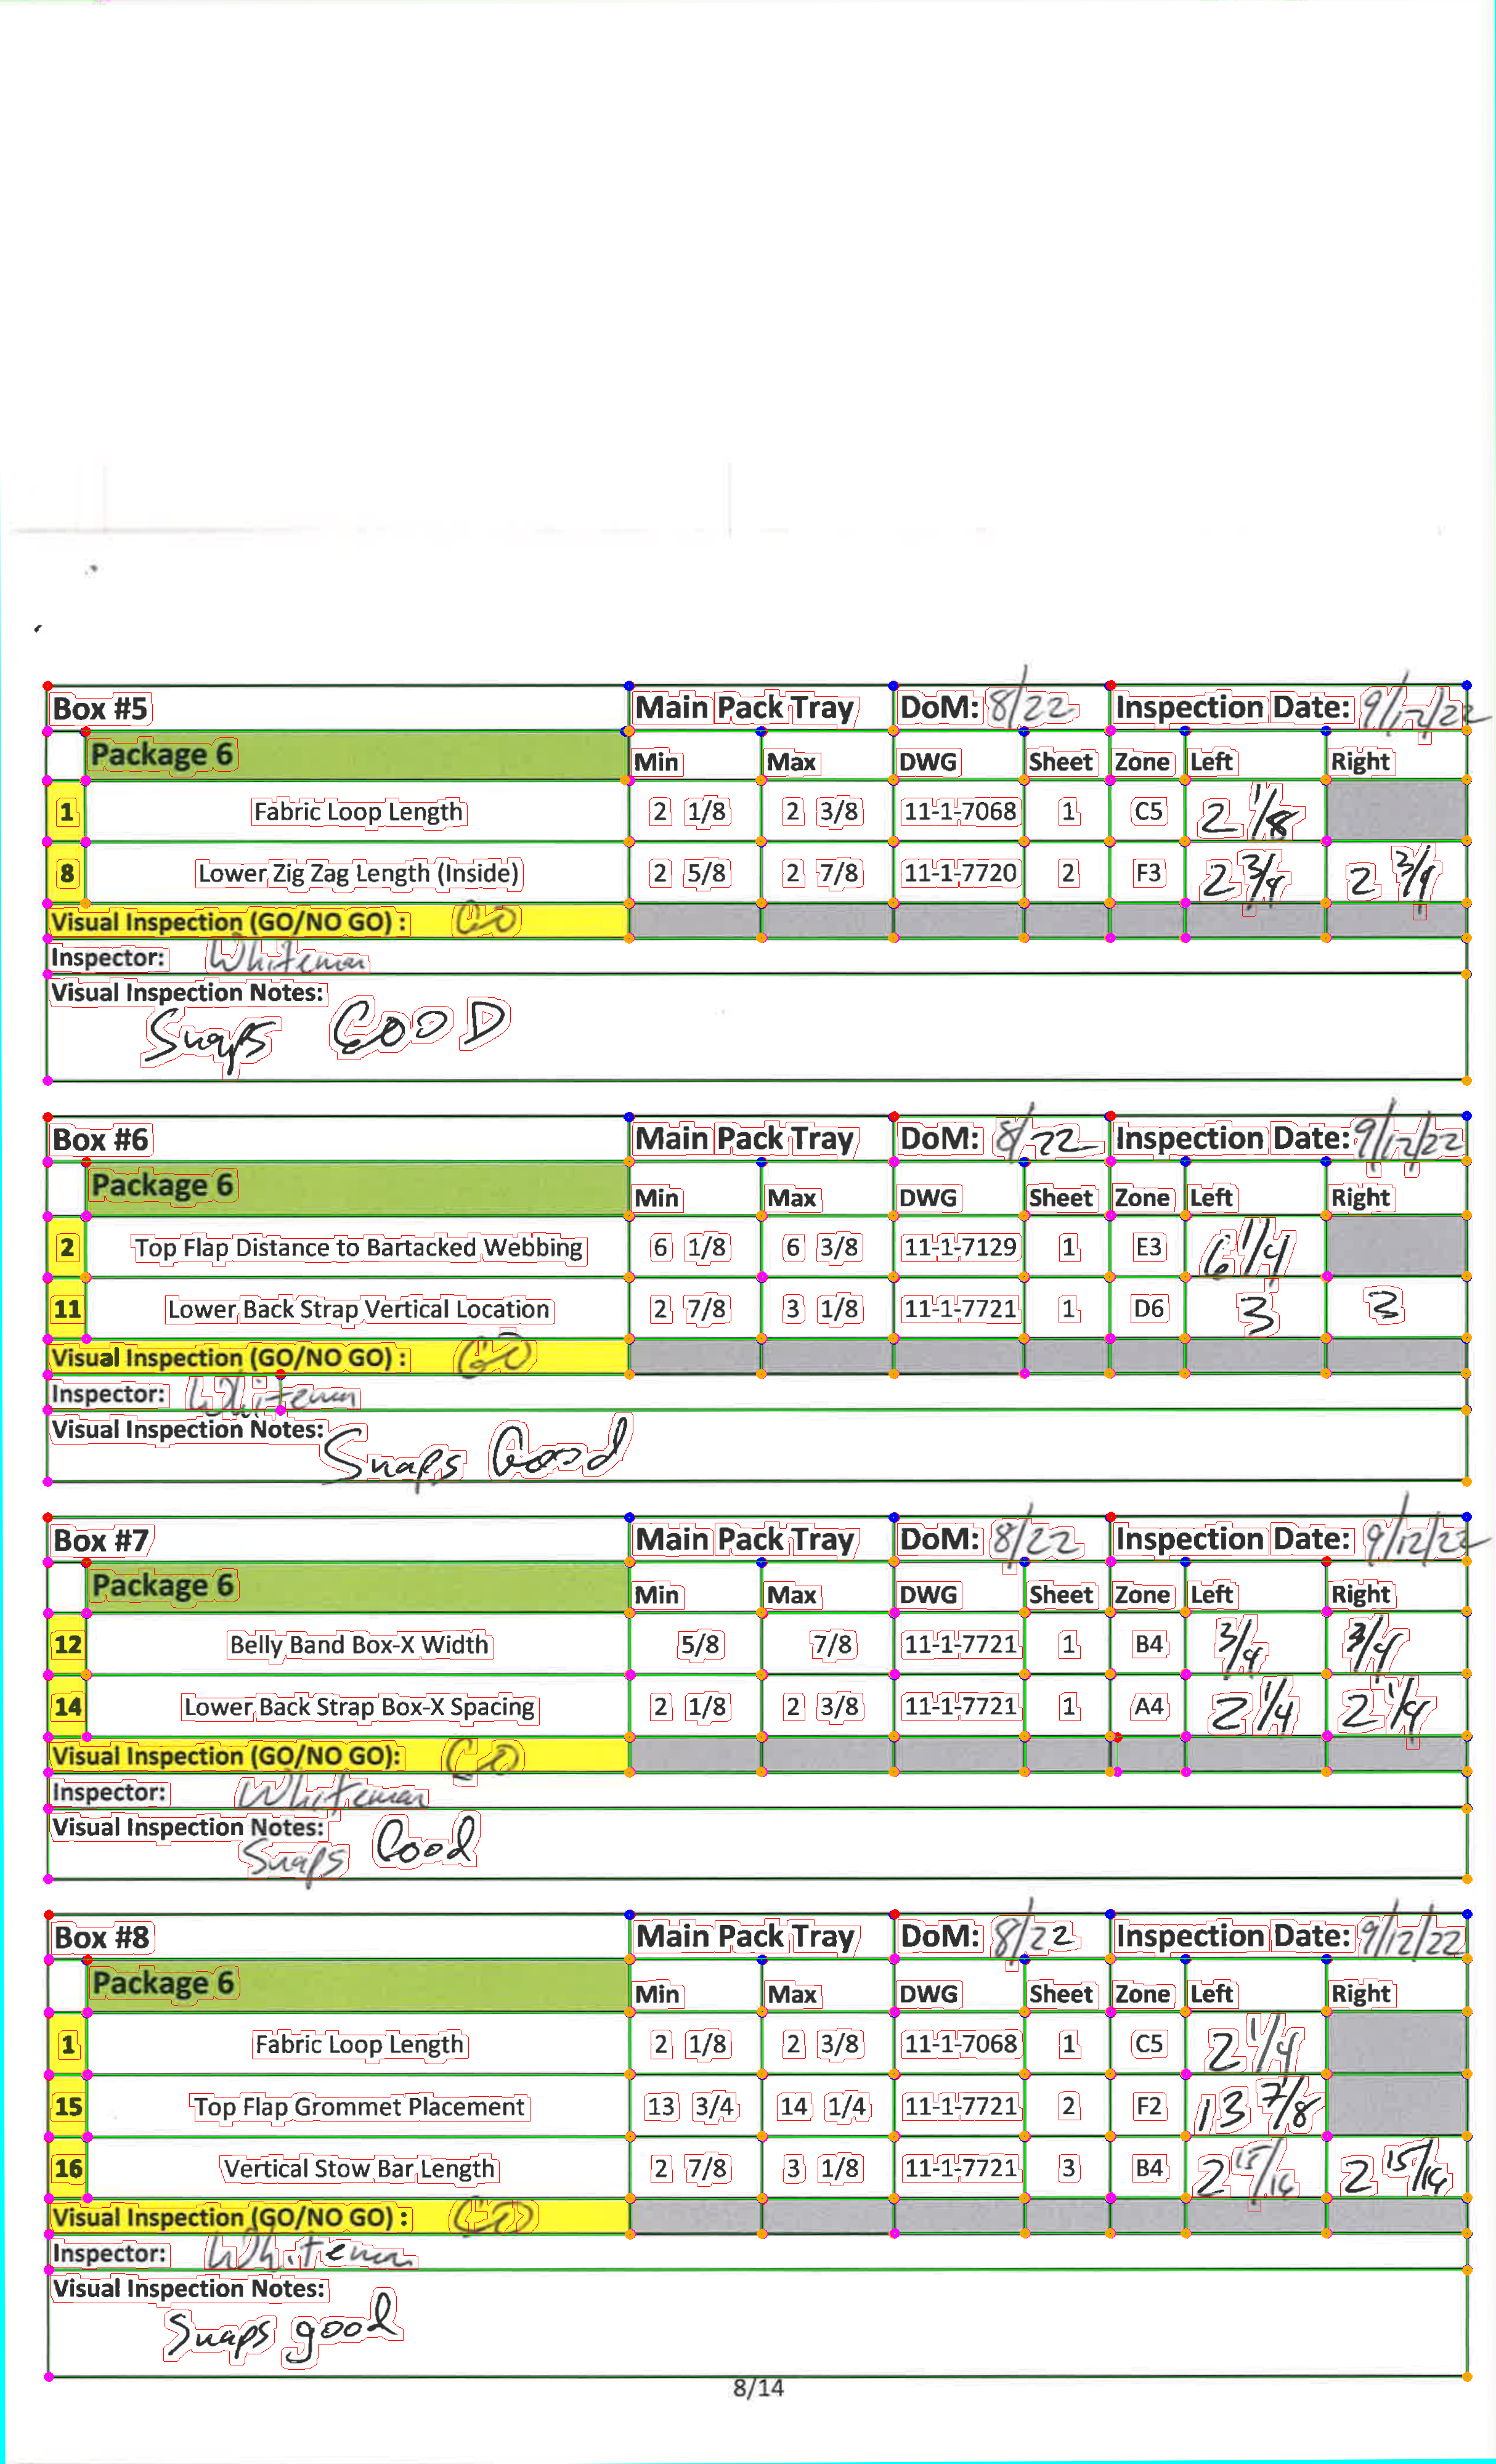 Box #5 Main Pack Tray DoM: 8/22 Inspection Date: 9/12/22
Package 6 Min Max DWG Sheet Zone Left Right
1 Fabric Loop Length 2 1/8 2 3/8 11-1-7068 1 C5 2 1/8
8 Lower Zig Zag Length (Inside) 2 5/8 2 7/8 11-1-7720 2 F3 2 3/4 2 3/4
Visual Inspection (GO/NO GO) : GO
Inspector: Whiteman
Visual Inspection Notes:
Snaps GOOD
Box #6 Main Pack Tray DoM: 8/22 Inspection Date: 9/12/22
Package 6 Min Max DWG Sheet Zone Left Right
2 Top Flap Distance to Bartacked Webbing 6 1/8 6 3/8 11-1-7129 1 E3 6 1/4
11 Lower Back Strap Vertical Location 2 7/8 3 1/8 11-1-7721 1 D6 3 3
Visual Inspection (GO/NO GO) : GO
Inspector: Whiteman
Visual Inspection Notes:
Snaps Good
Box #7 Main Pack Tray DoM: 8/22 Inspection Date: 9/12/22
Package 6 Min Max DWG Sheet Zone Left Right
12 Belly Band Box-X Width 5/8 7/8 11-1-7721 1 B4 3/4 3/4
14 Lower Back Strap Box-X Spacing 2 1/8 2 3/8 11-1-7721 1 A4 2 1/4 2 1/4
Visual Inspection (GO/NO GO): GO
Inspector: Whiteman
Visual Inspection Notes:
Snaps Good
Box #8 Main Pack Tray DoM: 8/22 Inspection Date: 9/12/22
Package 6 Min Max DWG Sheet Zone Left Right
1 Fabric Loop Length 2 1/8 2 3/8 11-1-7068 1 C5 2 1/4
15 Top Flap Grommet Placement 13 3/4 14 1/4 11-1-7721 2 F2 13 7/8
16 Vertical Stow Bar Length 2 7/8 3 1/8 11-1-7721 3 B4 2 15/16 2 15/16
Visual Inspection (GO/NO GO) : GO
Inspector: Whiteman
Visual Inspection Notes:
Snaps good
8/14